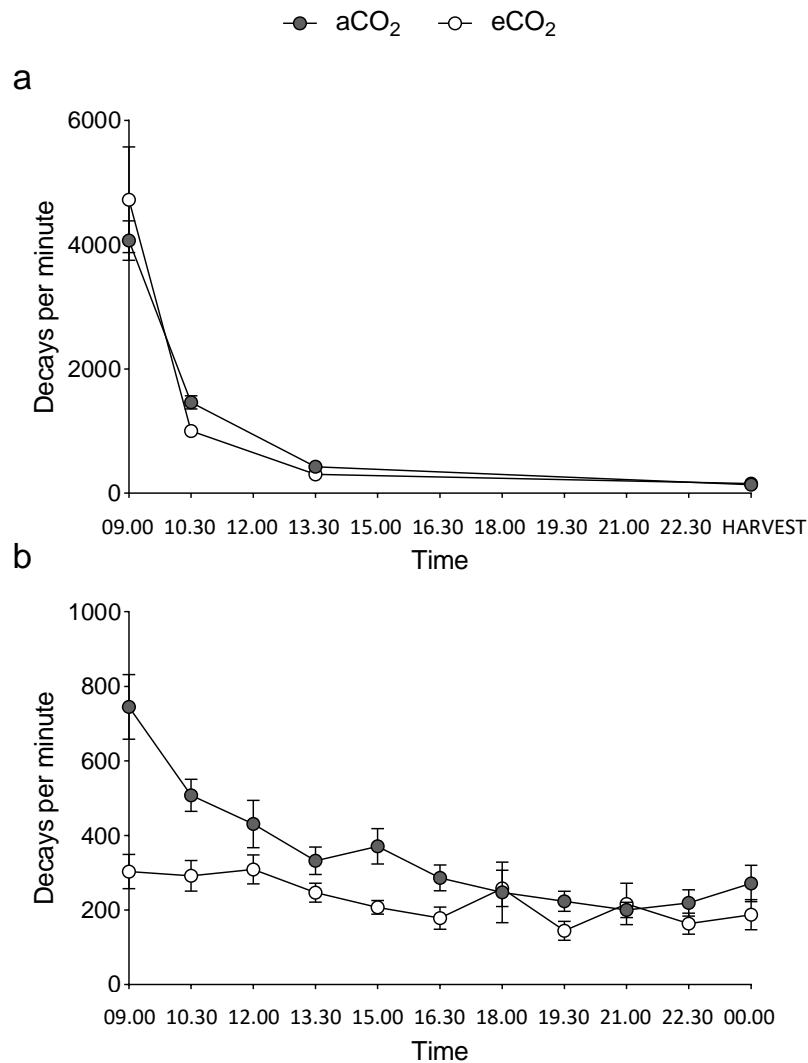 aCO₂ eCO₂
a
6000
4000
2000
0
Decays per minute
09.00 10.30 12.00 13.30 15.00 16.30 18.00 19.30 21.00 22.30 HARVEST
Time
b
1000
800
600
400
200
0
Decays per minute
09.00 10.30 12.00 13.30 15.00 16.30 18.00 19.30 21.00 22.30 00.00
Time